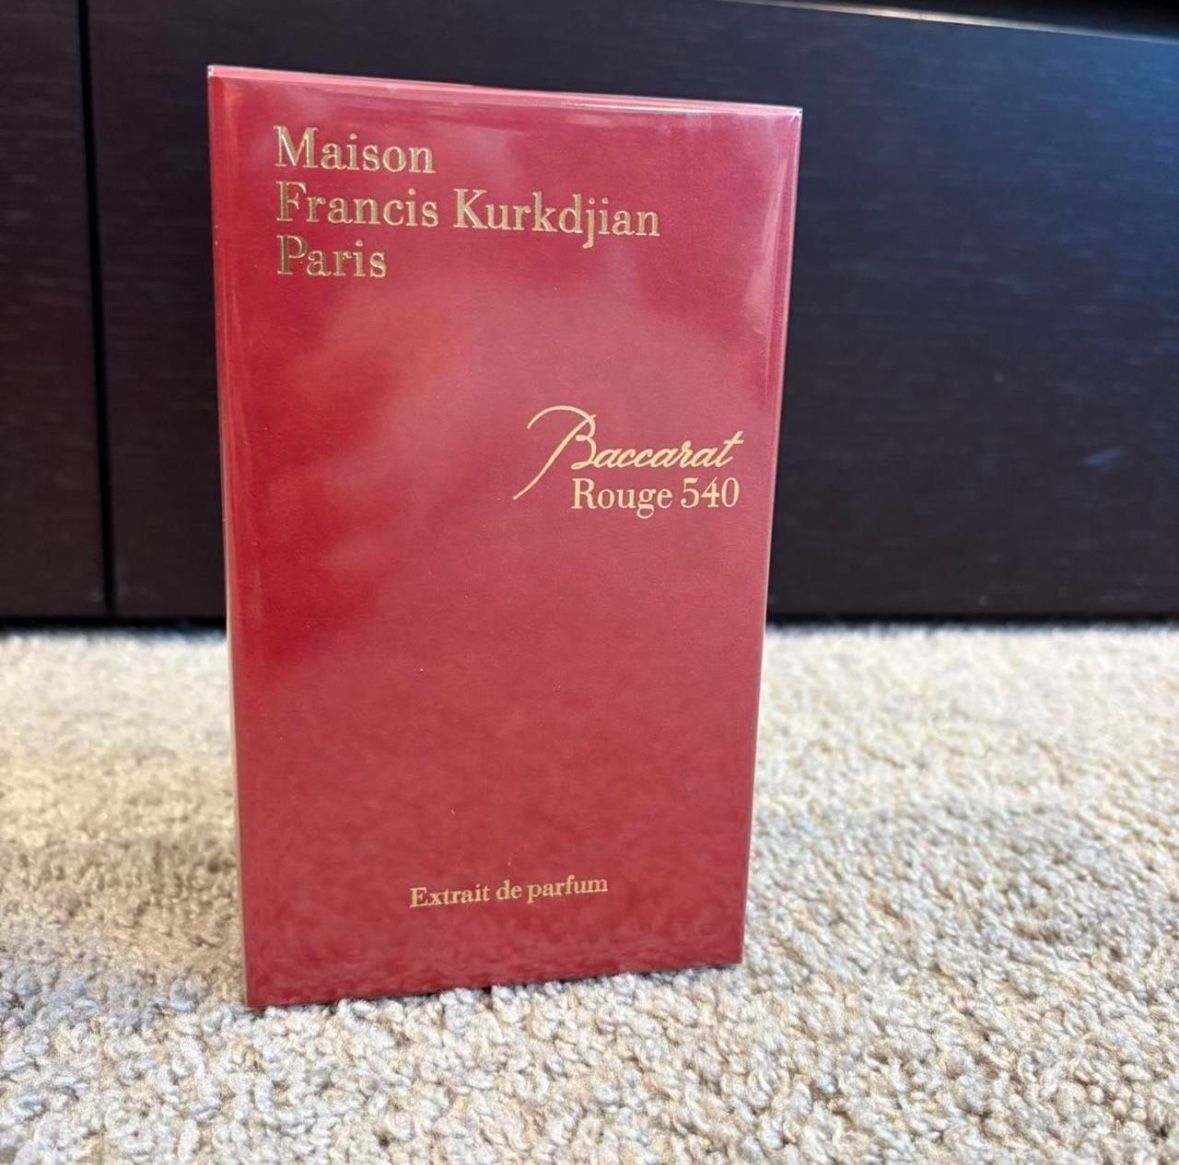 Maison
Francis Kurkdjian
Paris
Baccarat
Rouge 540
Extrait de parfum